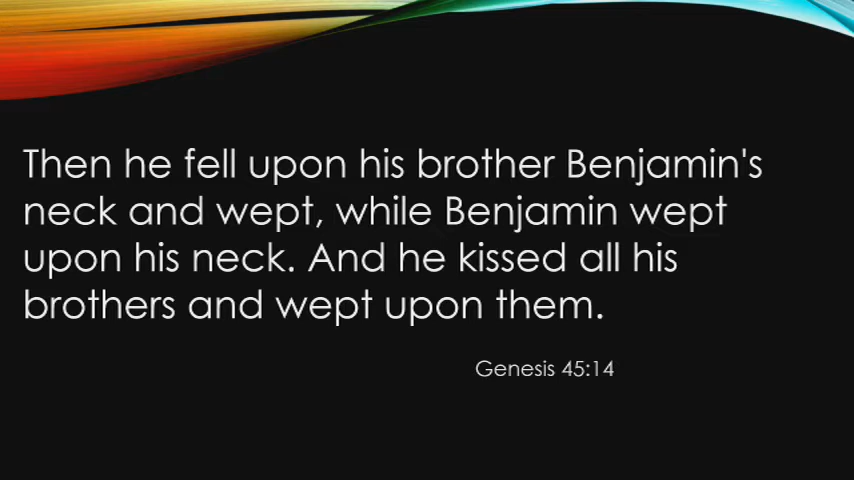 Then he fell upon his brother Benjamin's
neck and wept, while Benjamin wept
upon his neck. And he kissed all his
brothers and wept upon them.
Genesis 45:14